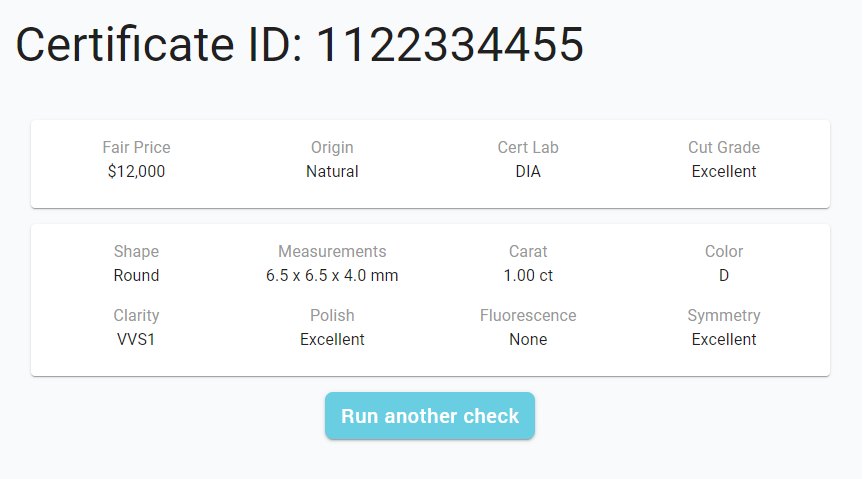 Certificate ID: 1122334455
Fair Price Origin Cert Lab Cut Grade
$12,000 Natural DIA Excellent
Shape Measurements Carat Color
Round 6.5 x 6.5 x 4.0 mm 1.00 ct D
Clarity Polish Fluorescence Symmetry
VVS1 Excellent None Excellent
Run another check